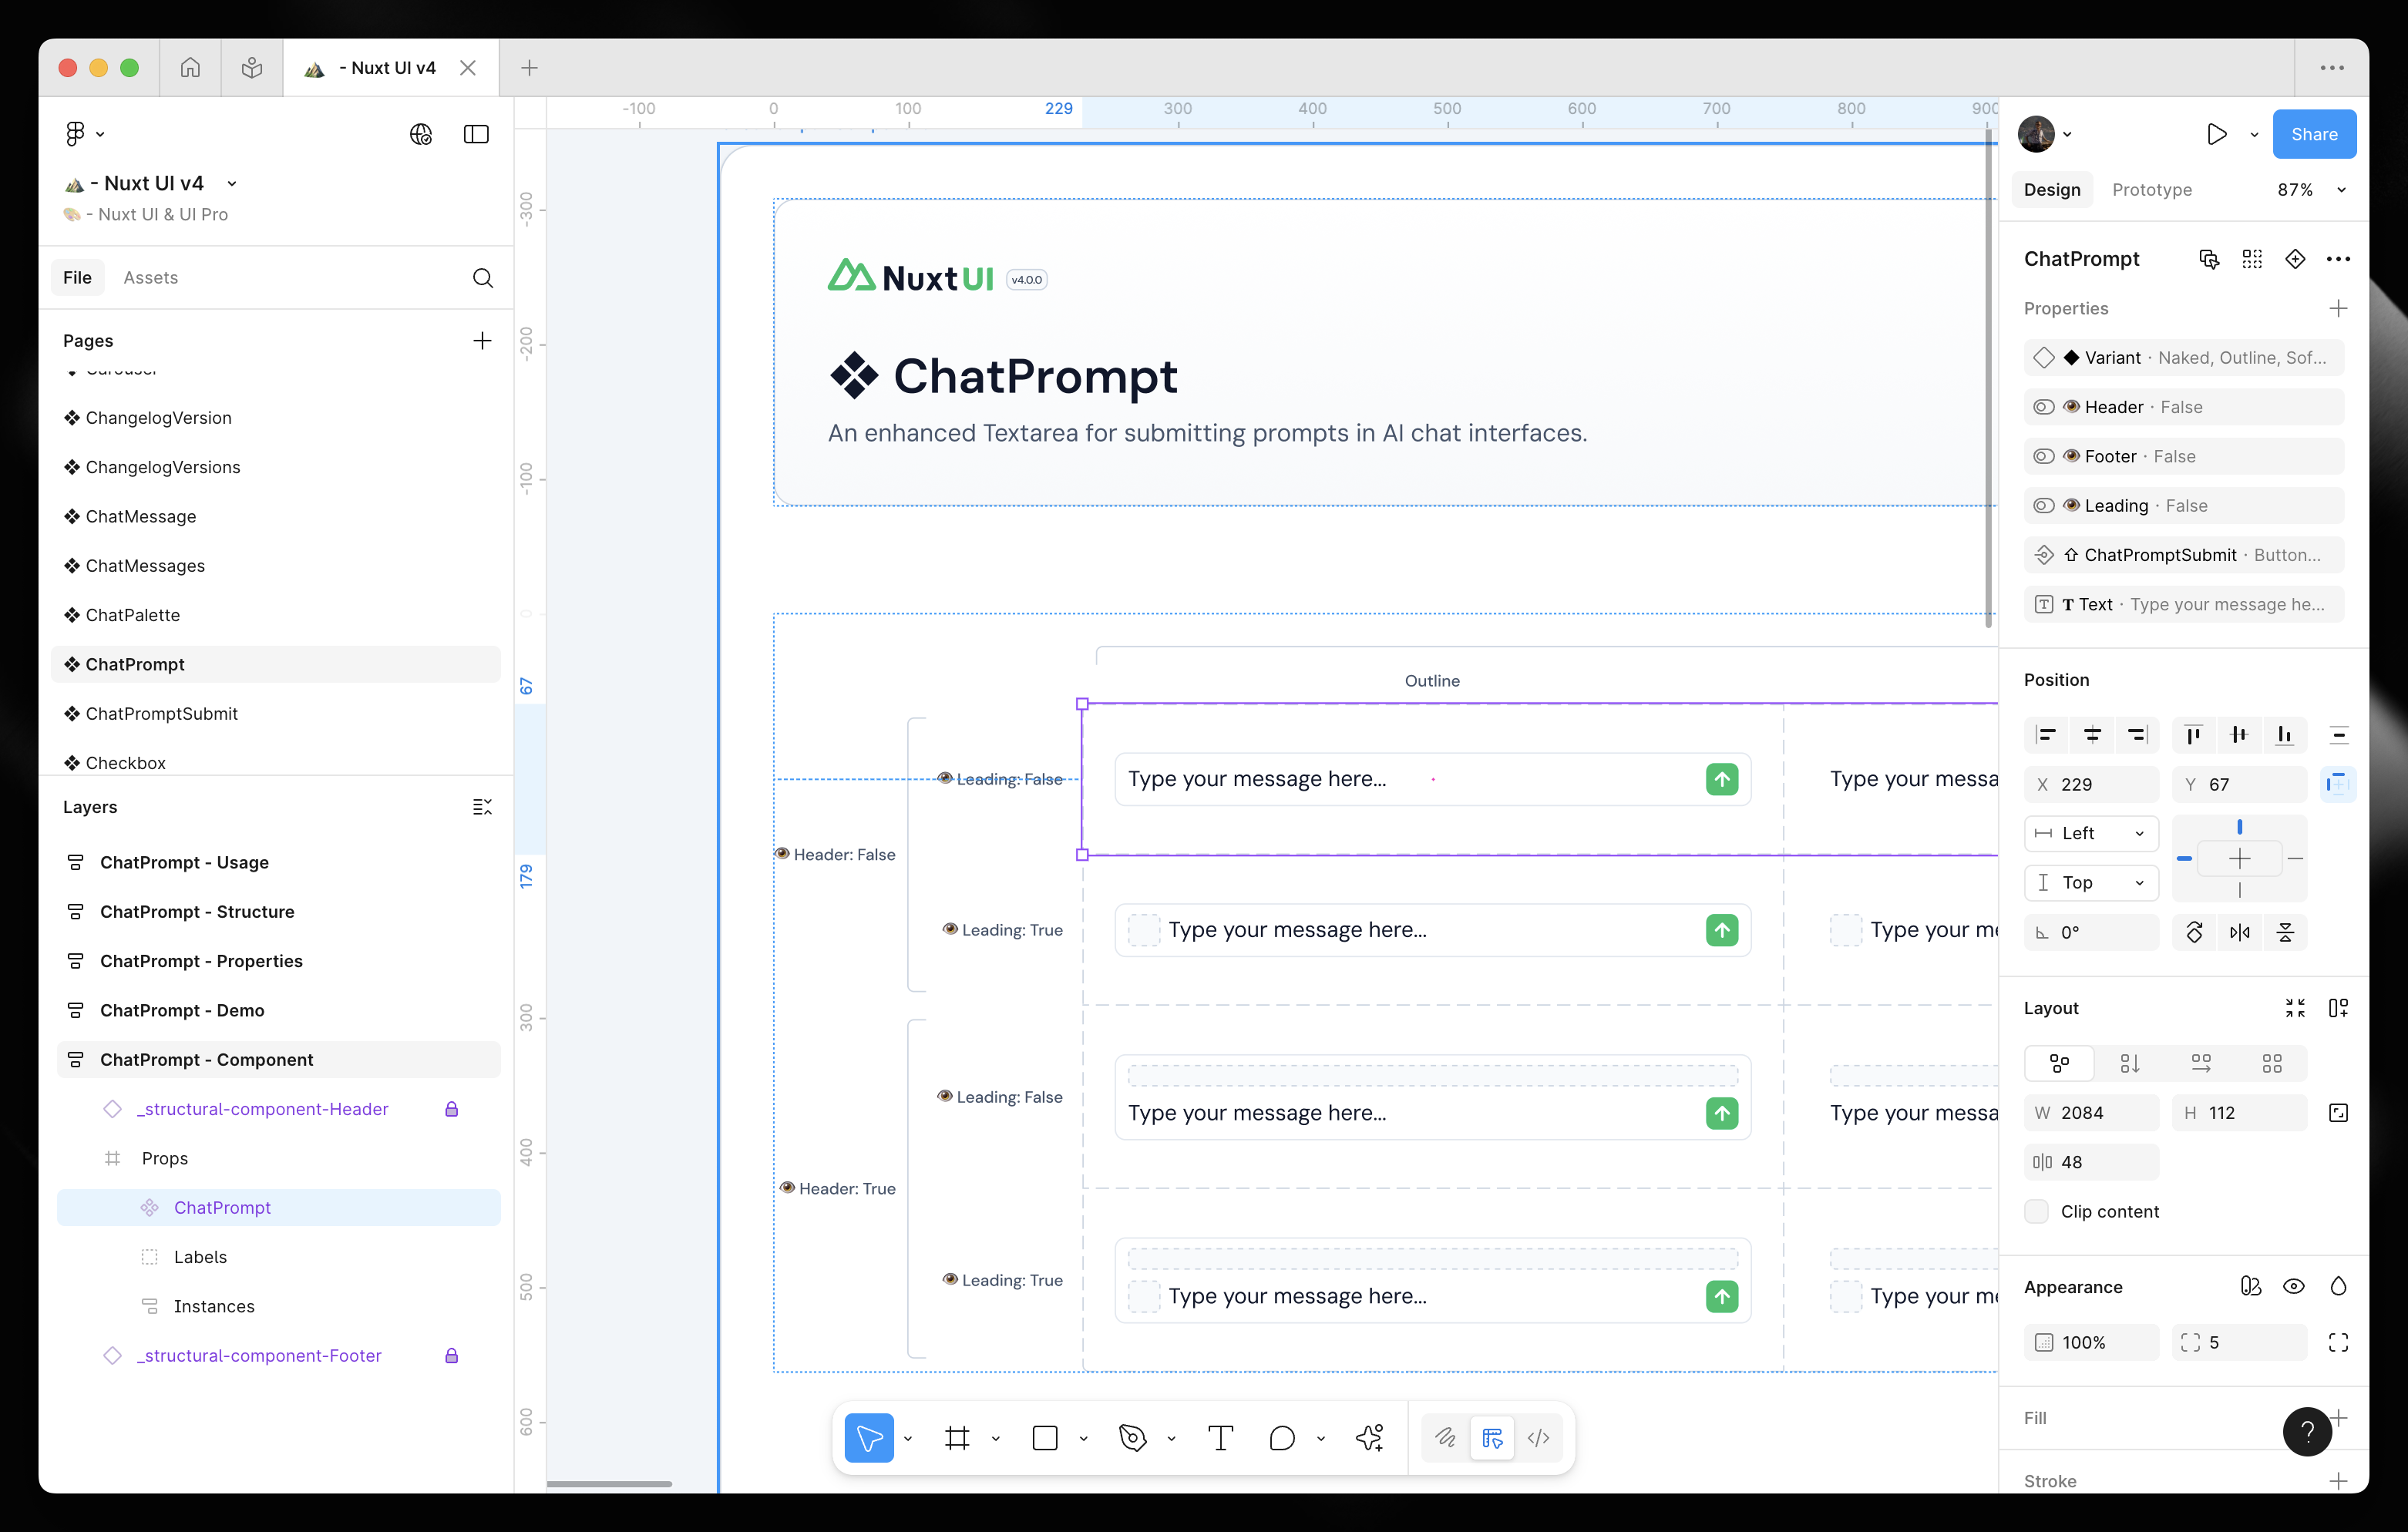 - Nuxt UI v4
- Nuxt UI v4
- Nuxt UI & UI Pro
File
Assets
Pages
Carousel
ChangelogVersion
ChangelogVersions
ChatMessage
ChatMessages
ChatPalette
ChatPrompt
ChatPromptSubmit
Checkbox
Layers
ChatPrompt - Usage
ChatPrompt - Structure
ChatPrompt - Properties
ChatPrompt - Demo
ChatPrompt - Component
_structural-component-Header
Props
ChatPrompt
Labels
Instances
_structural-component-Footer
-100 0 100 229 300 400 500 600 700 800 900
-300
-200
-100
0
67
179
300
400
500
600
NuxtUI v4.0.0
ChatPrompt
An enhanced Textarea for submitting prompts in AI chat interfaces.
Outline
Leading: False
Type your message here...
Type your messa
Header: False
Leading: True
Type your message here...
Type your me
Leading: False
Type your message here...
Type your messa
Header: True
Leading: True
Type your message here...
Type your me
Share
Design
Prototype
87%
ChatPrompt
Properties
Variant · Naked, Outline, Sof...
Header · False
Footer · False
Leading · False
ChatPromptSubmit · Button...
T Text · Type your message he...
Position
X 229
Y 67
Left
Top
0°
Layout
W 2084
H 112
48
Clip content
Appearance
100%
5
Fill
?
Stroke